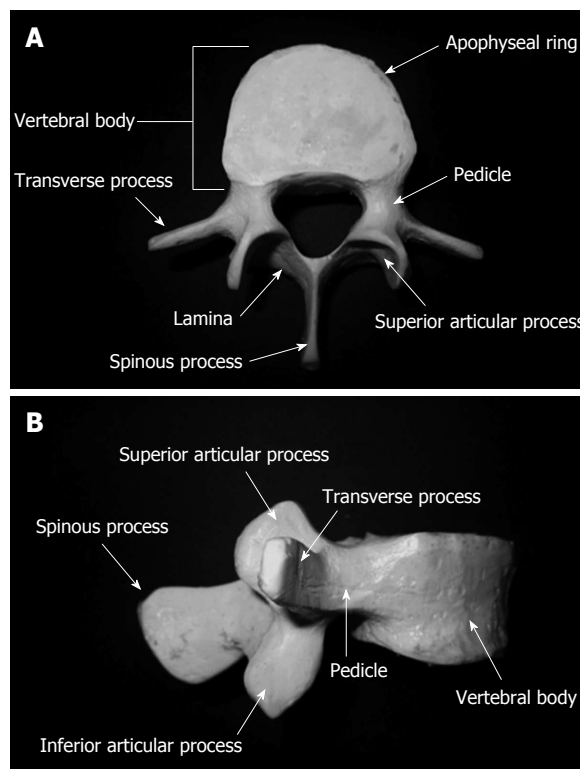 A
Apophyseal ring
Vertebral body
Transverse process
Pedicle
Lamina
Superior articular process
Spinous process
B
Superior articular process
Transverse process
Spinous process
Pedicle
Vertebral body
Inferior articular process